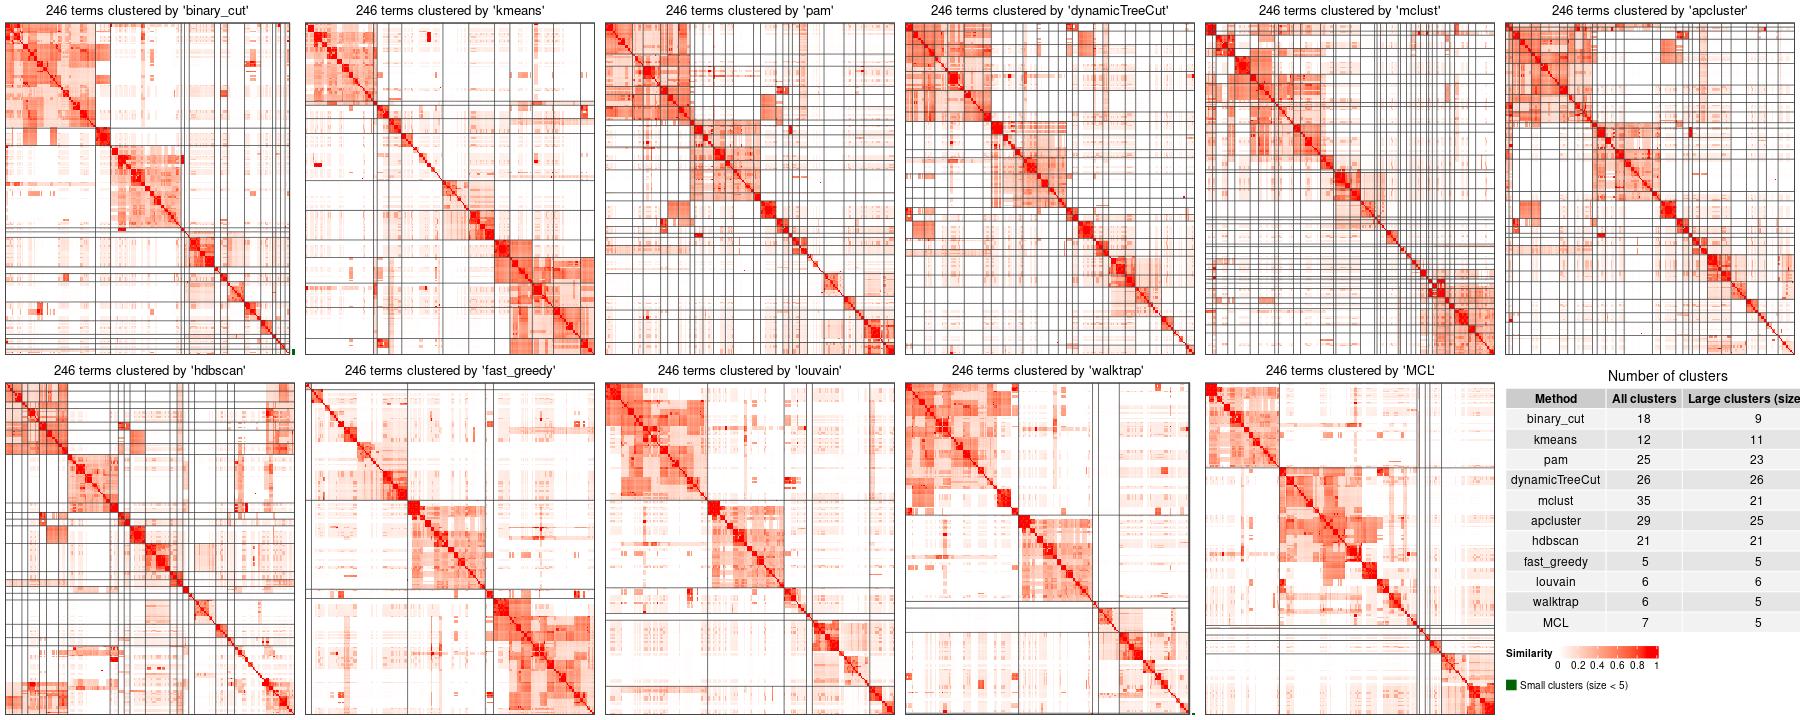 246 terms clustered by 'binary_cut'
246 terms clustered by 'kmeans'
246 terms clustered by 'pam'
246 terms clustered by 'dynamicTreeCut'
246 terms clustered by 'mclust'
246 terms clustered by 'apcluster'
246 terms clustered by 'hdbscan'
246 terms clustered by 'fast_greedy'
246 terms clustered by 'louvain'
246 terms clustered by 'walktrap'
246 terms clustered by 'MCL'
Number of clusters
Method All clusters Large clusters (size
binary_cut 18 9
kmeans 12 11
pam 25 23
dynamicTreeCut 26 26
mclust 35 21
apcluster 29 25
hdbscan 21 21
fast_greedy 5 5
louvain 6 6
walktrap 6 5
MCL 7 5
Similarity
0 0.2 0.4 0.6 0.8 1
Small clusters (size < 5)